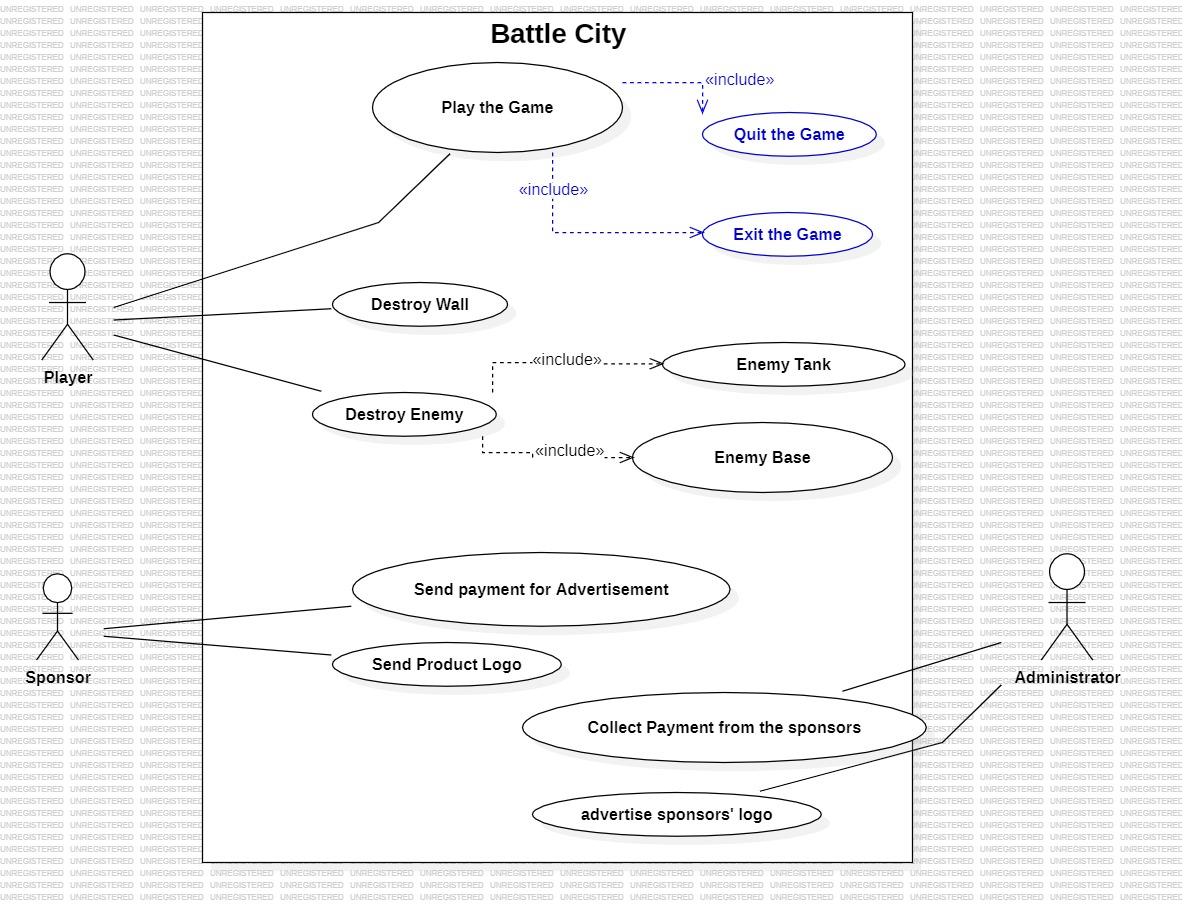 Battle City
Play the Game
«include»
Quit the Game
«include»
Exit the Game
Destroy Wall
«include»
Enemy Tank
Player
Destroy Enemy
«include»
Enemy Base
Send payment for Advertisement
Send Product Logo
Sponsor
Administrator
Collect Payment from the sponsors
advertise sponsors' logo
UNREGISTERED